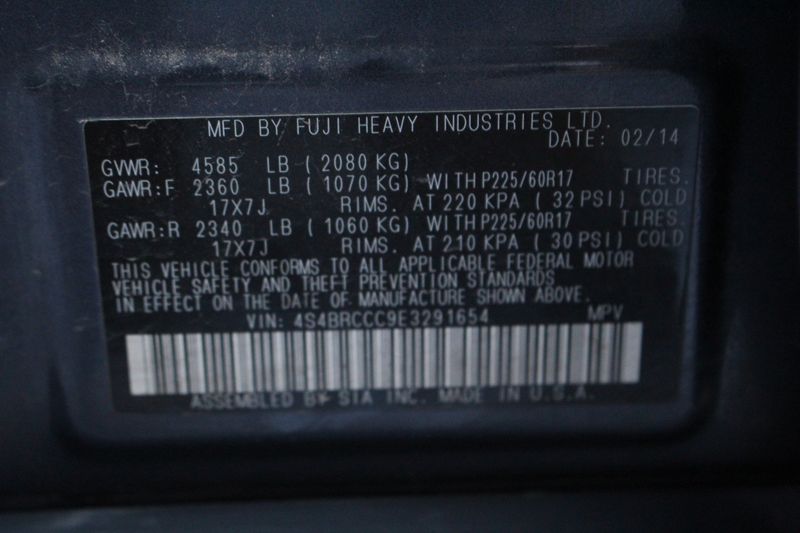 MFD BY FUJI HEAVY INDUSTRIES LTD.
DATE: 02/14
GVWR: 4585 LB (2080 KG)
GAWR:F 2360 LB (1070 KG) WITH P225/60R17 TIRES.
17X7J RIMS. AT 220 KPA (32 PSI) COLD
GAWR:R 2340 LB (1060 KG) WITH P225/60R17 TIRES.
17X7J RIMS. AT 210 KPA (30 PSI) COLD
THIS VEHICLE CONFORMS TO ALL APPLICABLE FEDERAL MOTOR
VEHICLE SAFETY AND THEFT PREVENTION STANDARDS
IN EFFECT ON THE DATE OF MANUFACTURE SHOWN ABOVE.
VIN: 4S4BRCCC9E3291654 MPV
ASSEMBLED BY SIA INC. MADE IN U.S.A.